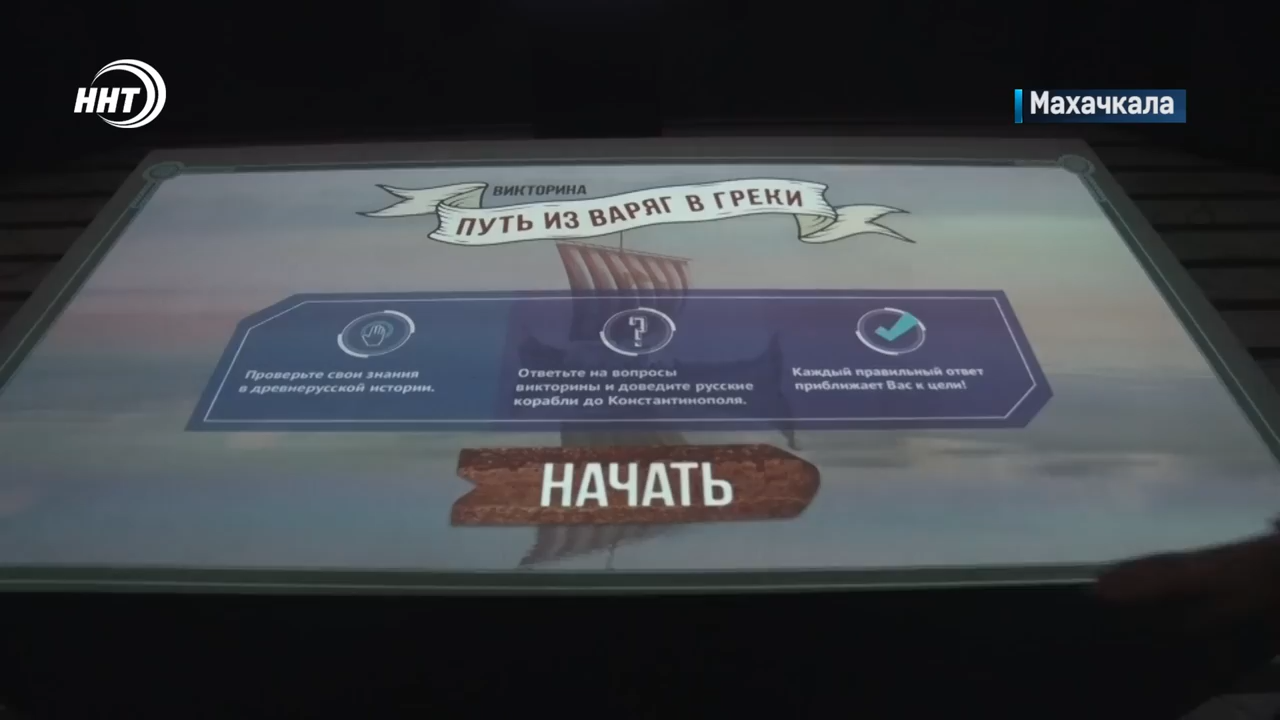 ННТ
Махачкала
ВИКТОРИНА
ПУТЬ ИЗ ВАРЯГ В ГРЕКИ
Проверьте свои знания
в древнерусской истории.
Ответьте на вопросы
викторины и доведите русские
корабли до Константинополя.
Каждый правильный ответ
приближает Вас к цели!
НАЧАТЬ